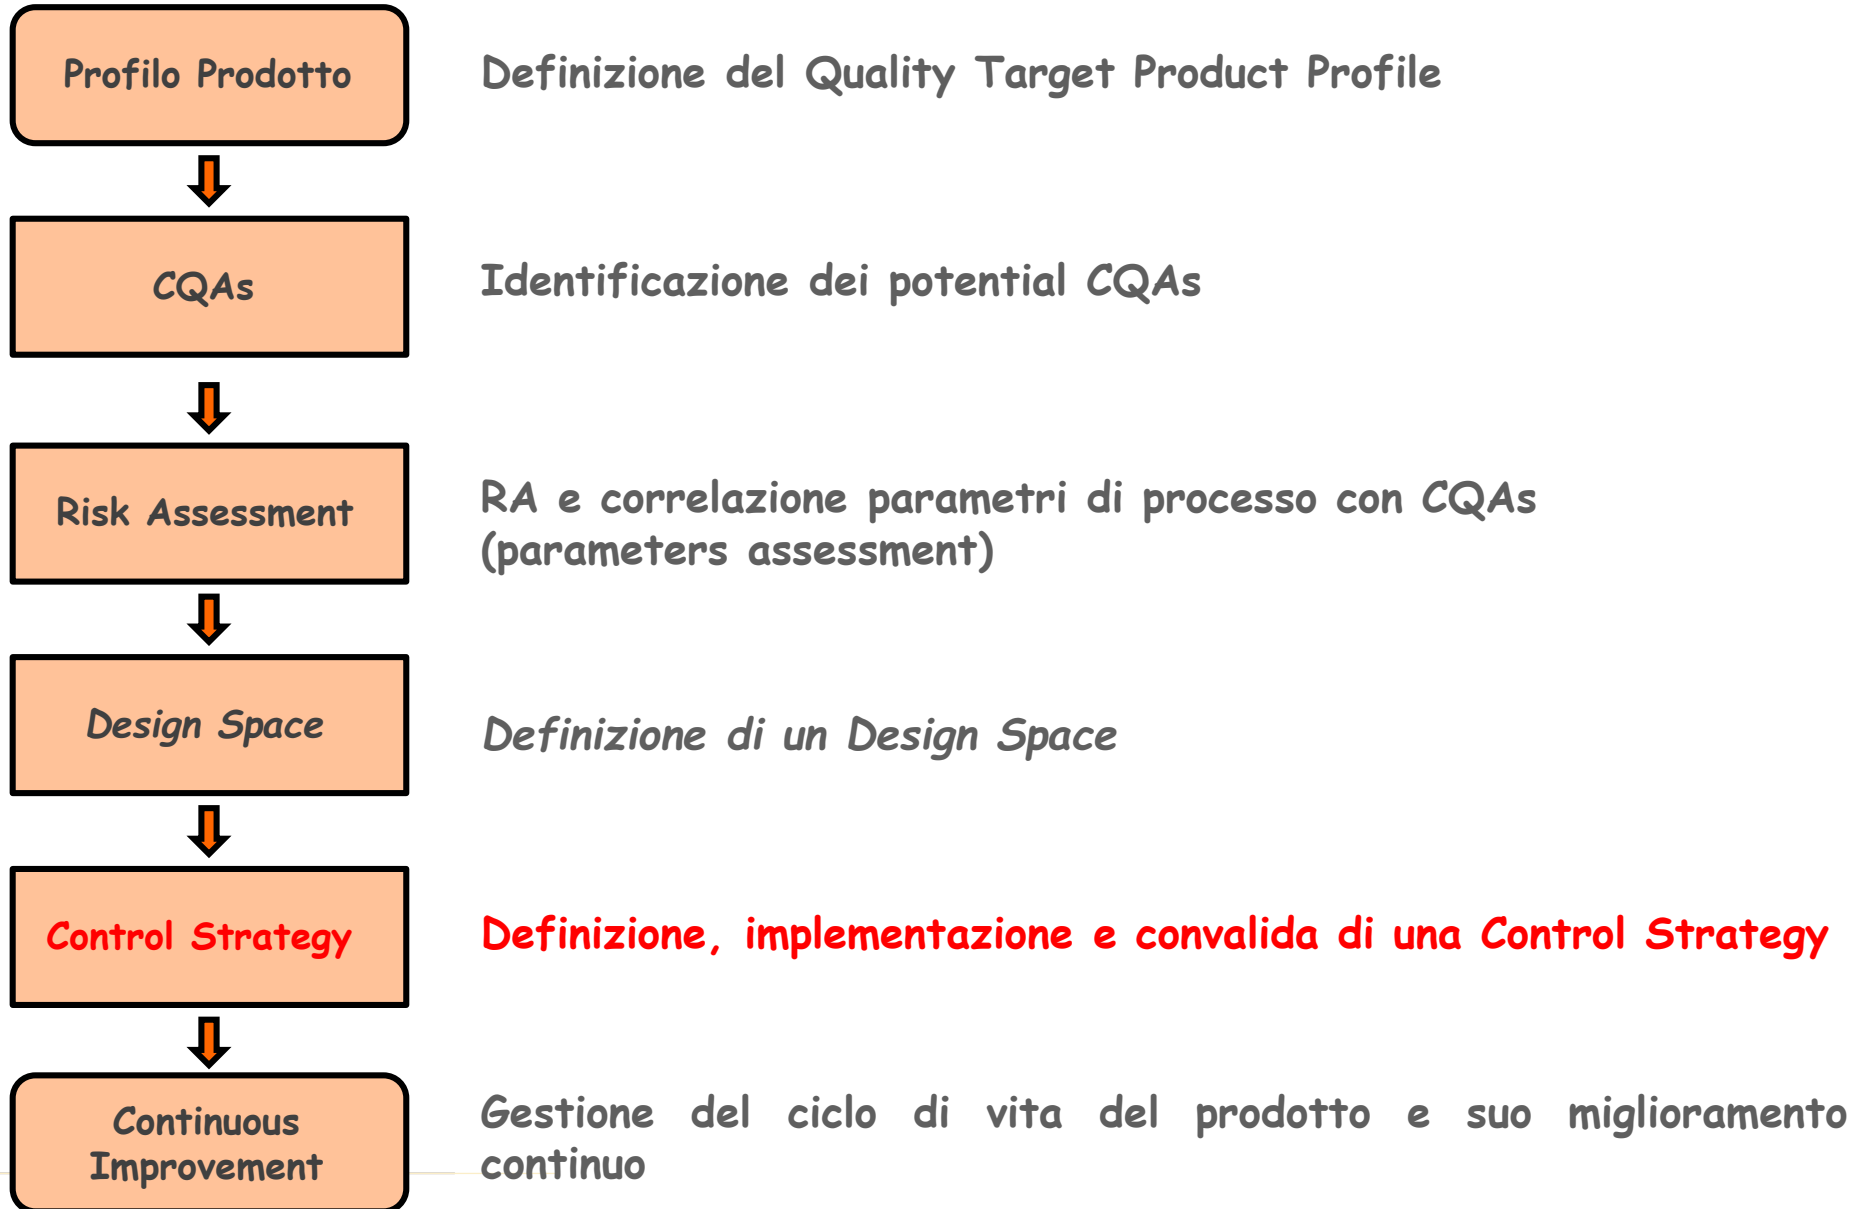 Profilo Prodotto
Definizione del Quality Target Product Profile
CQAs
Identificazione dei potential CQAs
Risk Assessment
RA e correlazione parametri di processo con CQAs
(parameters assessment)
Design Space
Definizione di un Design Space
Control Strategy
Definizione, implementazione e convalida di una Control Strategy
Continuous
Improvement
Gestione del ciclo di vita del prodotto e suo miglioramento
continuo